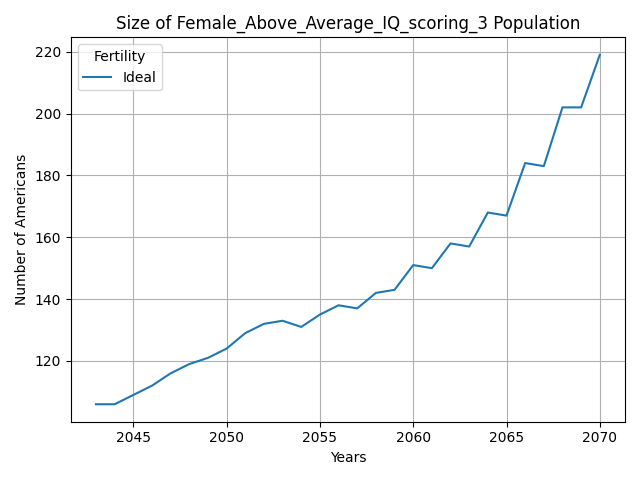 Size of Female_Above_Average_IQ_scoring_3 Population
Fertility
Ideal
Number of Americans
220
200
180
160
140
120
2045 2050 2055 2060 2065 2070
Years